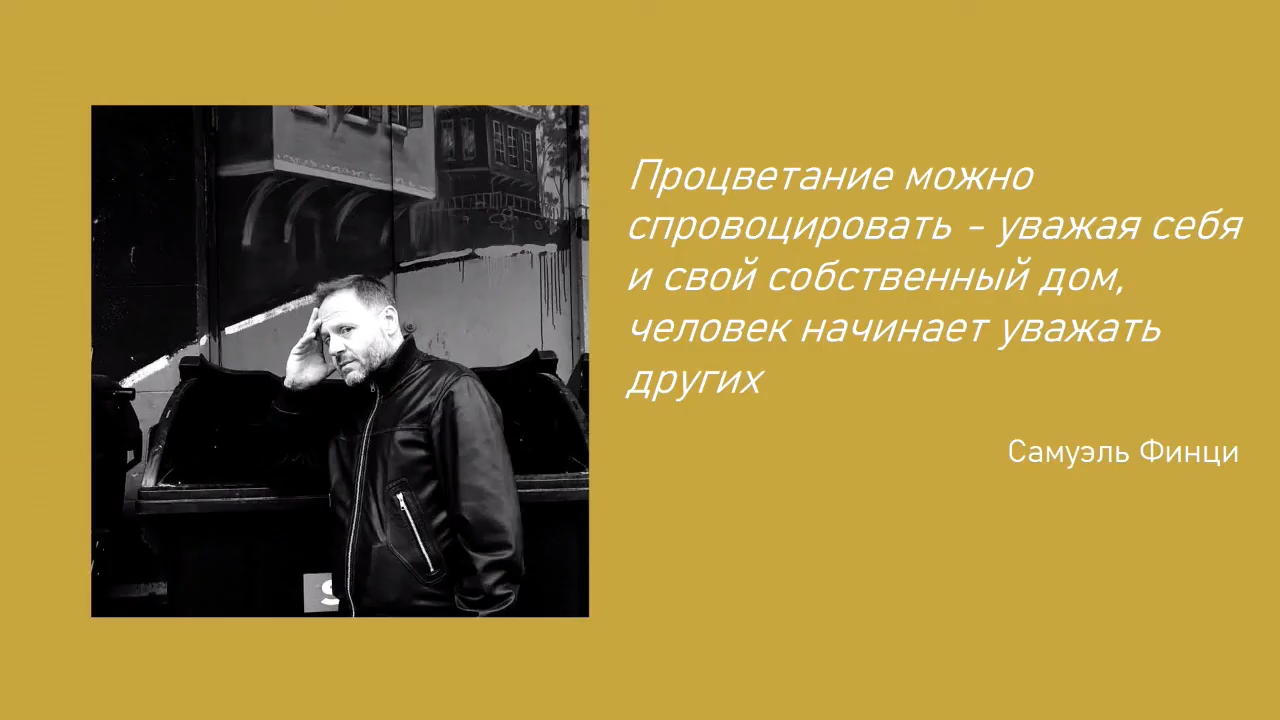 Процветание можно
спровоцировать - уважая себя
и свой собственный дом,
человек начинает уважать
других
Самуэль Финци